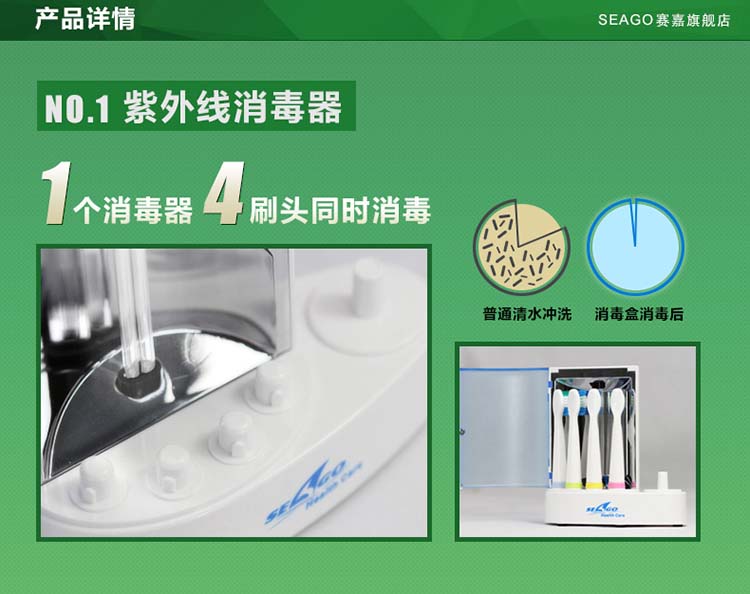 产品详情
SEAGO赛嘉旗舰店
NO.1 紫外线消毒器
1个消毒器 4刷头同时消毒
普通清水冲洗
消毒盒消毒后
SEAGO
Health Care
SEAGO
Health Care